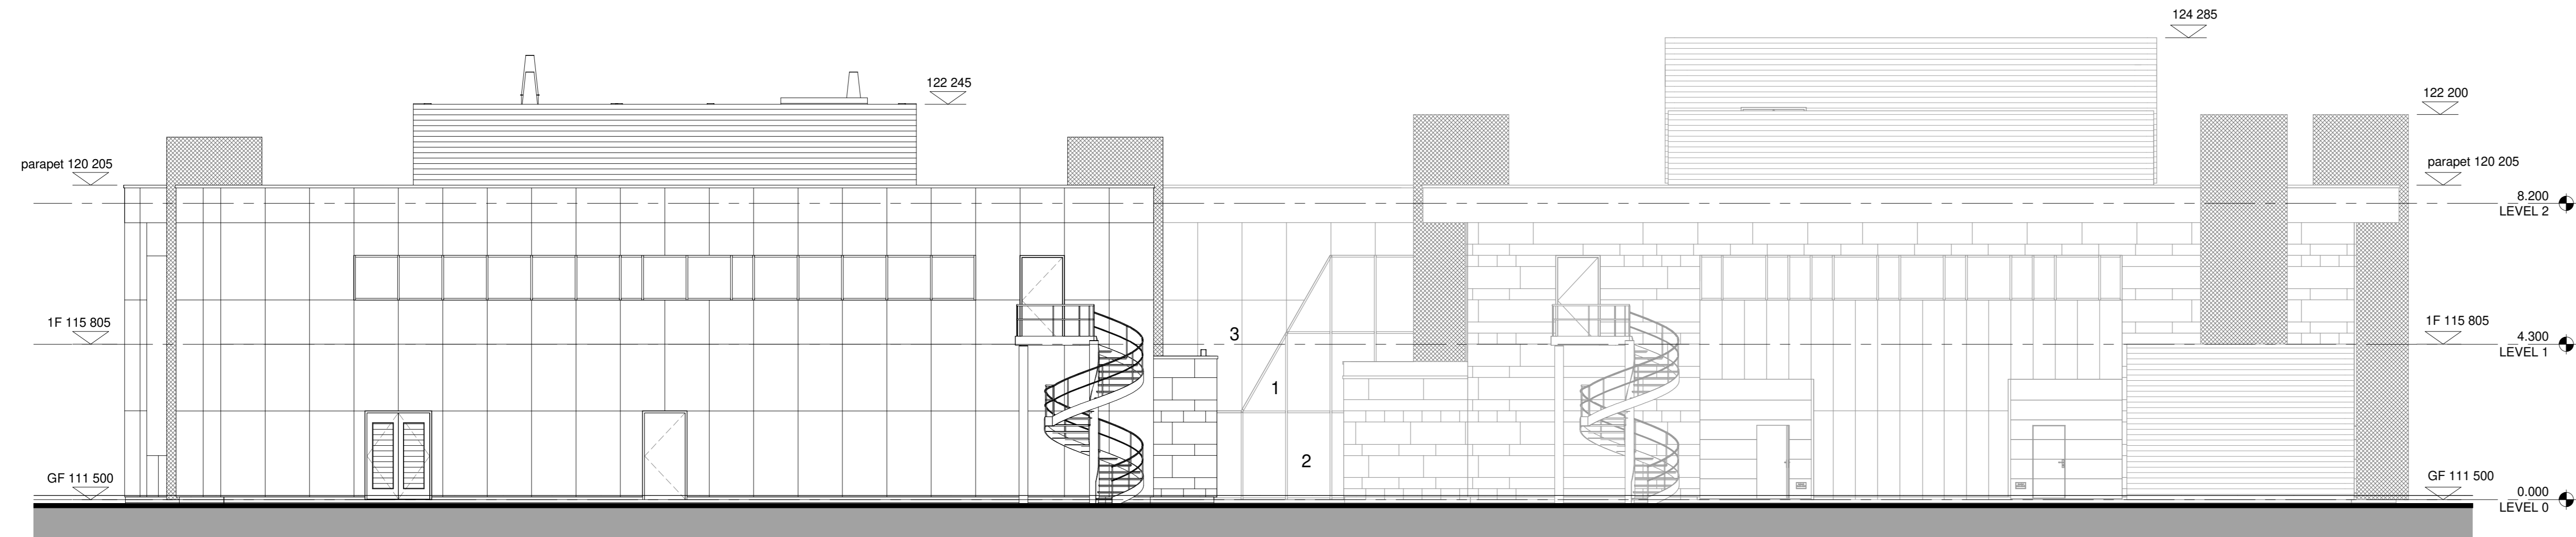 124 285
122 245
122 200
parapet 120 205
parapet 120 205
8.200
LEVEL 2
1F 115 805
3
1F 115 805
4.300
LEVEL 1
1
2
GF 111 500
GF 111 500
0.000
LEVEL 0